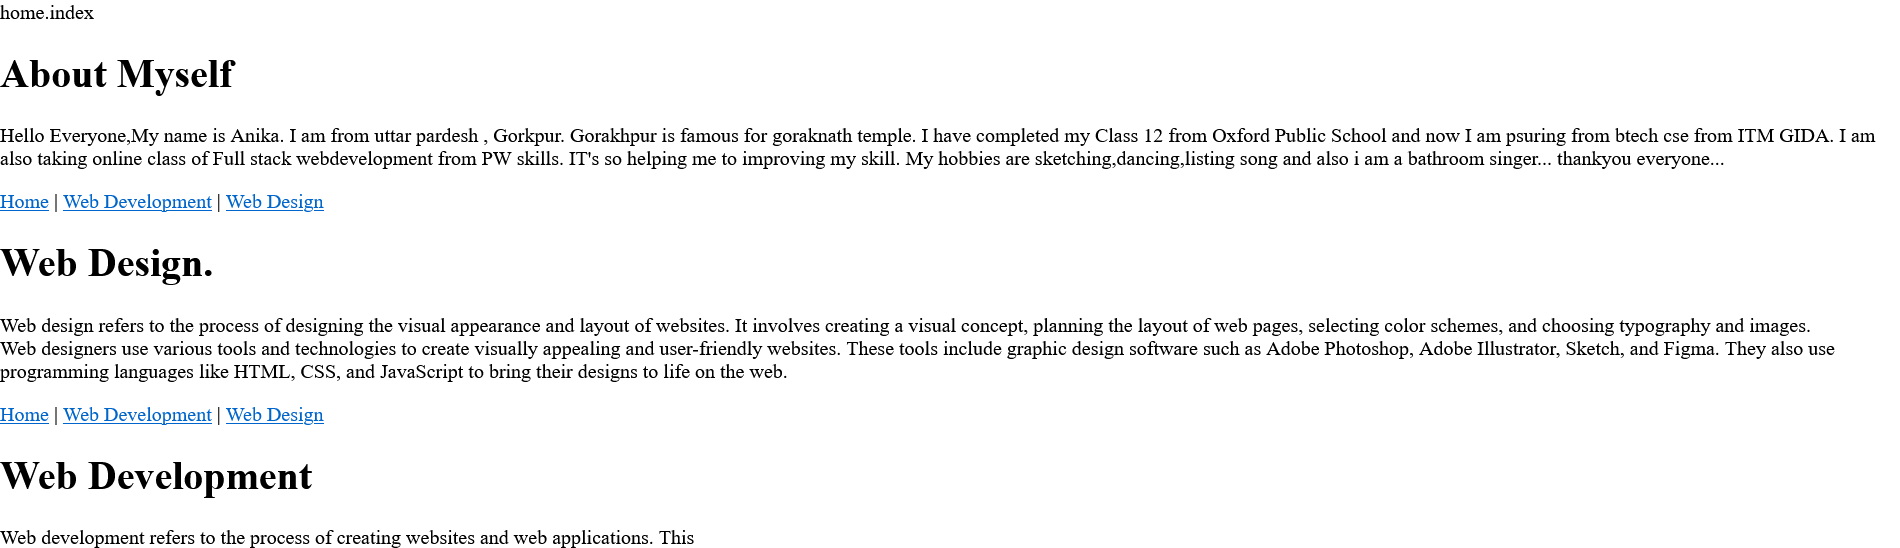 home.index
About Myself
Hello Everyone,My name is Anika. I am from uttar pardesh , Gorkpur. Gorakhpur is famous for goraknath temple. I have completed my Class 12 from Oxford Public School and now I am psuring from btech cse from ITM GIDA. I am
also taking online class of Full stack webdevelopment from PW skills. IT's so helping me to improving my skill. My hobbies are sketching,dancing,listing song and also i am a bathroom singer... thankyou everyone...
Home | Web Development | Web Design
Web Design.
Web design refers to the process of designing the visual appearance and layout of websites. It involves creating a visual concept, planning the layout of web pages, selecting color schemes, and choosing typography and images.
Web designers use various tools and technologies to create visually appealing and user-friendly websites. These tools include graphic design software such as Adobe Photoshop, Adobe Illustrator, Sketch, and Figma. They also use
programming languages like HTML, CSS, and JavaScript to bring their designs to life on the web.
Home | Web Development | Web Design
Web Development
Web development refers to the process of creating websites and web applications. This